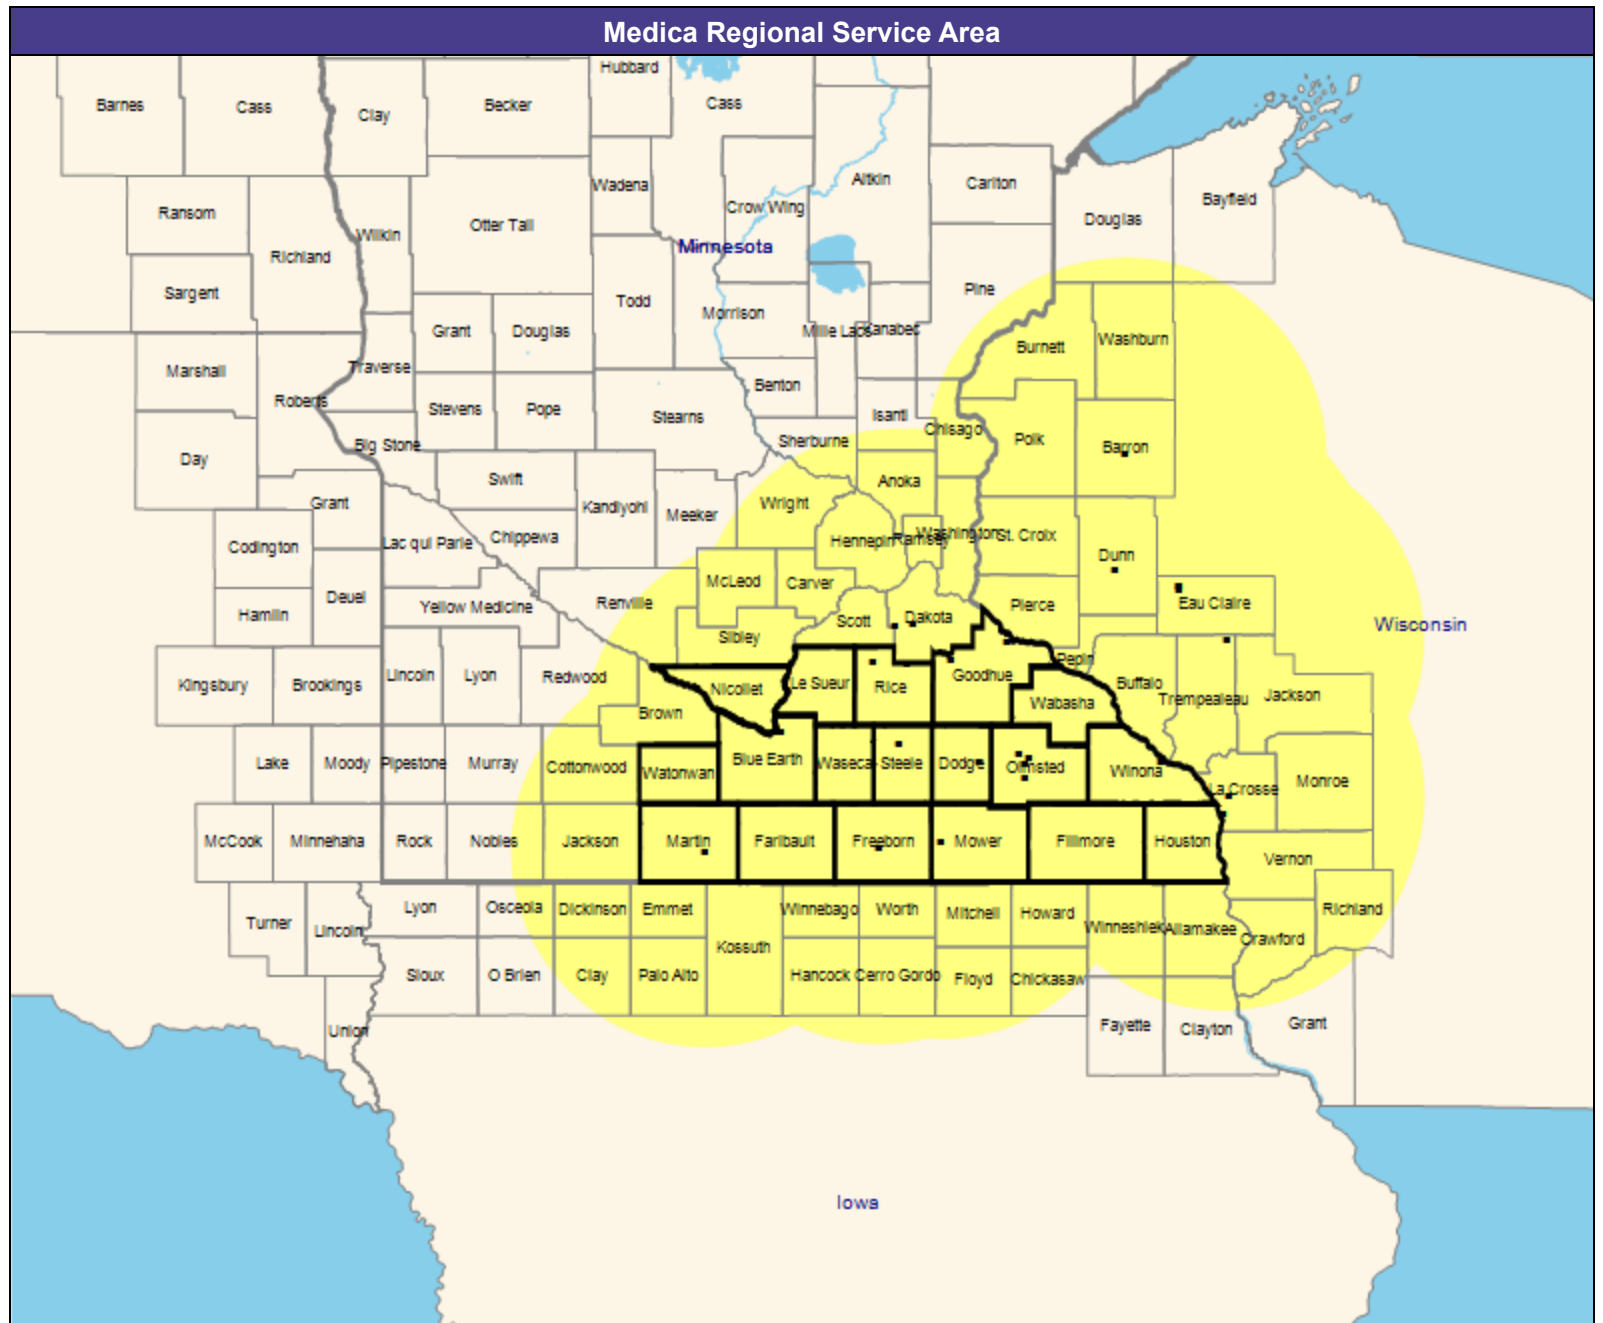 Medica Regional Service Area
Hubbard
Barnes
Cass
Clay
Becker
Cass
Wadena
Aitkin
Carlton
Ransom
Crow Wing
Bayfield
Douglas
Otter Tail
Wilkin
Minnesota
Richland
Sargent
Pine
Todd
Morrison
Grant
Douglas
Mille Lacs
Kanabec
Washburn
Burnett
Marshall
Traverse
Benton
Roberts
Stevens
Pope
Stearns
Isanti
Chisago
Polk
Big Stone
Sherburne
Barron
Day
Swift
Anoka
Grant
Kandiyohi
Meeker
Wright
Codington
Lac qui Parle
Chippewa
Hennepin
Ramsey
Washington
St. Croix
Dunn
McLeod
Carver
Deuel
Yellow Medicine
Renville
Pierce
Eau Claire
Hamlin
Scott
Dakota
Wisconsin
Sibley
Pepin
Kingsbury
Brookings
Lincoln
Lyon
Redwood
Nicollet
Le Sueur
Rice
Goodhue
Buffalo
Trempealeau
Jackson
Wabasha
Brown
Lake
Moody
Pipestone
Murray
Cottonwood
Watonwan
Blue Earth
Waseca
Steele
Dodge
Olmsted
Winona
La Crosse
Monroe
McCook
Minnehaha
Rock
Nobles
Jackson
Martin
Faribault
Freeborn
Mower
Fillmore
Houston
Vernon
Turner
Lincoln
Lyon
Osceola
Dickinson
Emmet
Winnebago
Worth
Mitchell
Howard
Winneshiek
Allamakee
Crawford
Richland
Kossuth
Sioux
O Brien
Clay
Palo Alto
Hancock
Cerro Gordo
Floyd
Chickasaw
Union
Fayette
Clayton
Grant
Iowa